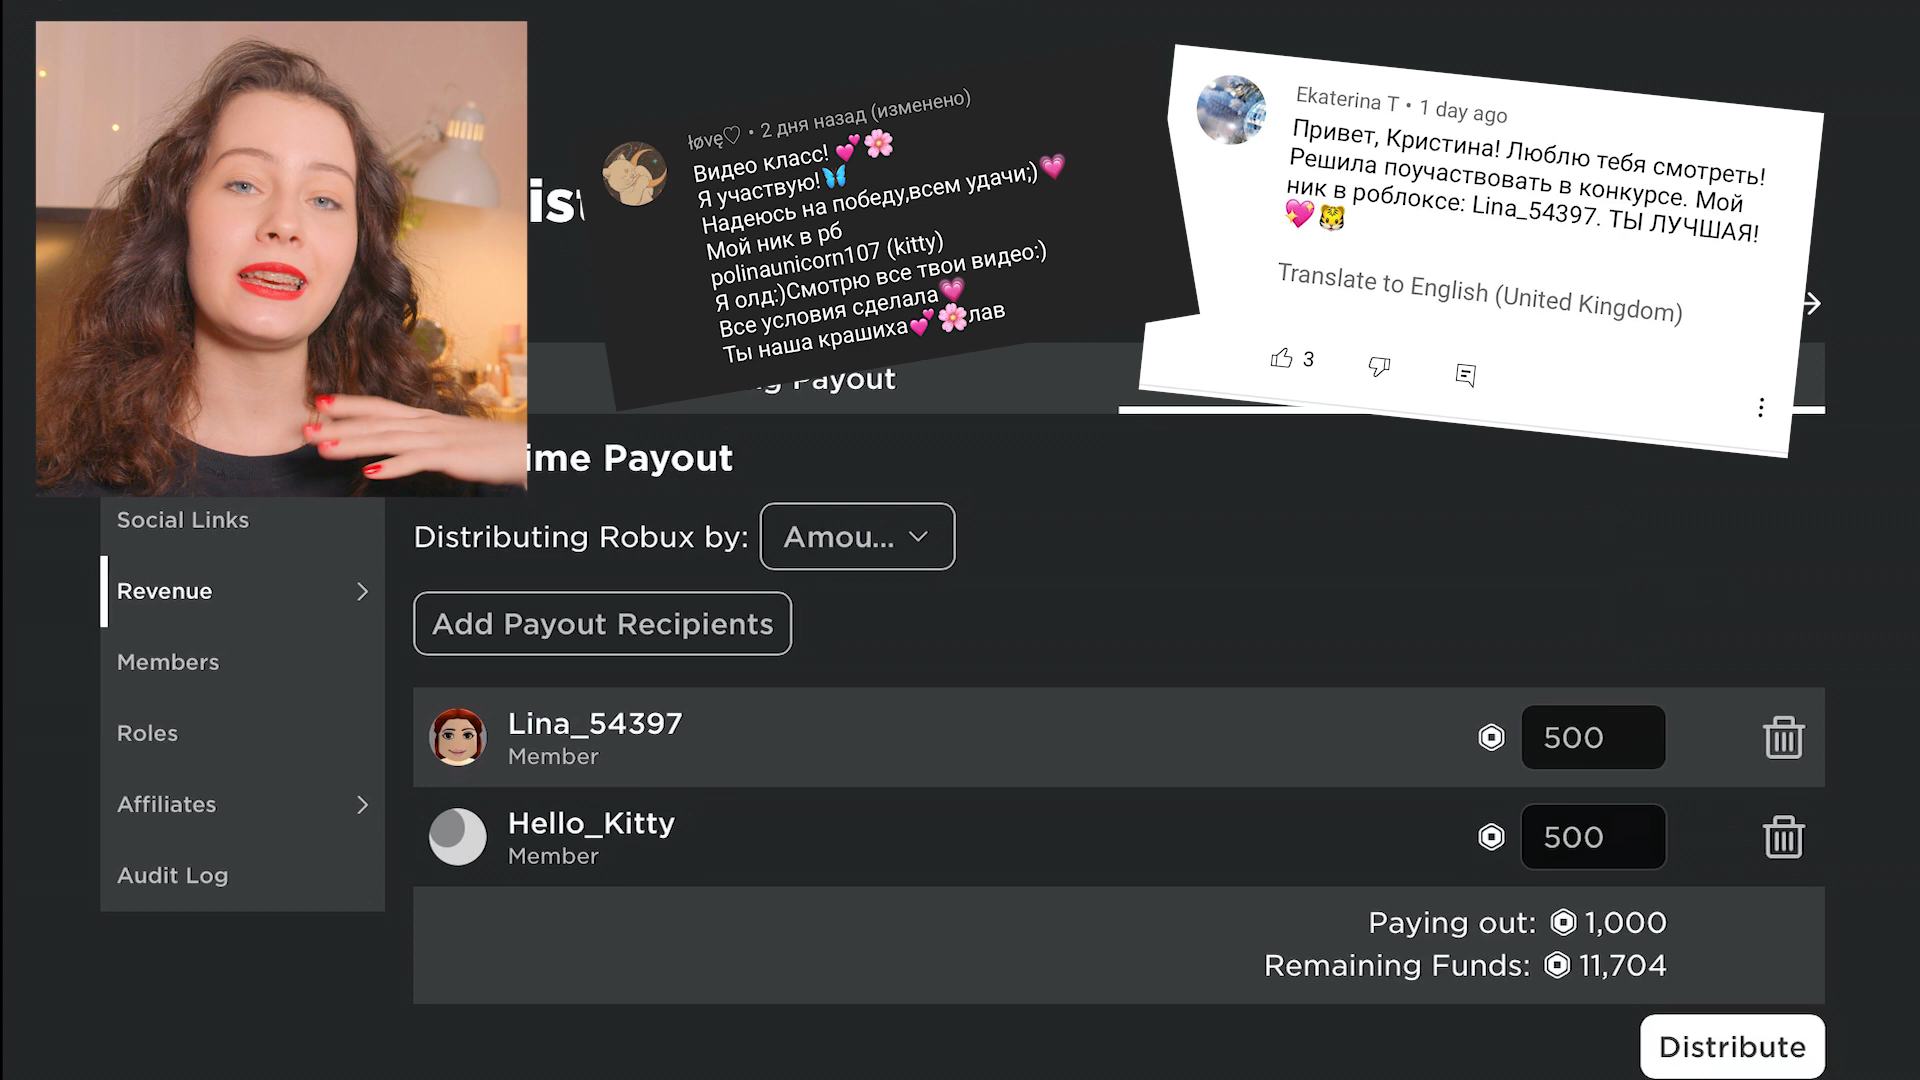 łøvę♡ • 2 дня назад (изменено)
Видео класс! 💕🌸
Я участвую!🦋
Надеюсь на победу,всем удачи;)💗
Мой ник в рб
polinaunicorn107 (kitty)
Я олд:)Смотрю все твои видео:)
Все условия сделала💗
Ты наша крашиха💕🌸лав
Ekaterina T • 1 day ago
Привет, Кристина! Люблю тебя смотреть!
Решила поучаствовать в конкурсе. Мой
ник в роблоксе: Lina_54397. ТЫ ЛУЧШАЯ!
💖🐯
Translate to English (United Kingdom)
3
Payout
ime Payout
Distributing Robux by: Amou...
Add Payout Recipients
Social Links
Revenue
Members
Roles
Affiliates
Audit Log
Lina_54397
Member
500
Hello_Kitty
Member
500
Paying out: 1,000
Remaining Funds: 11,704
Distribute